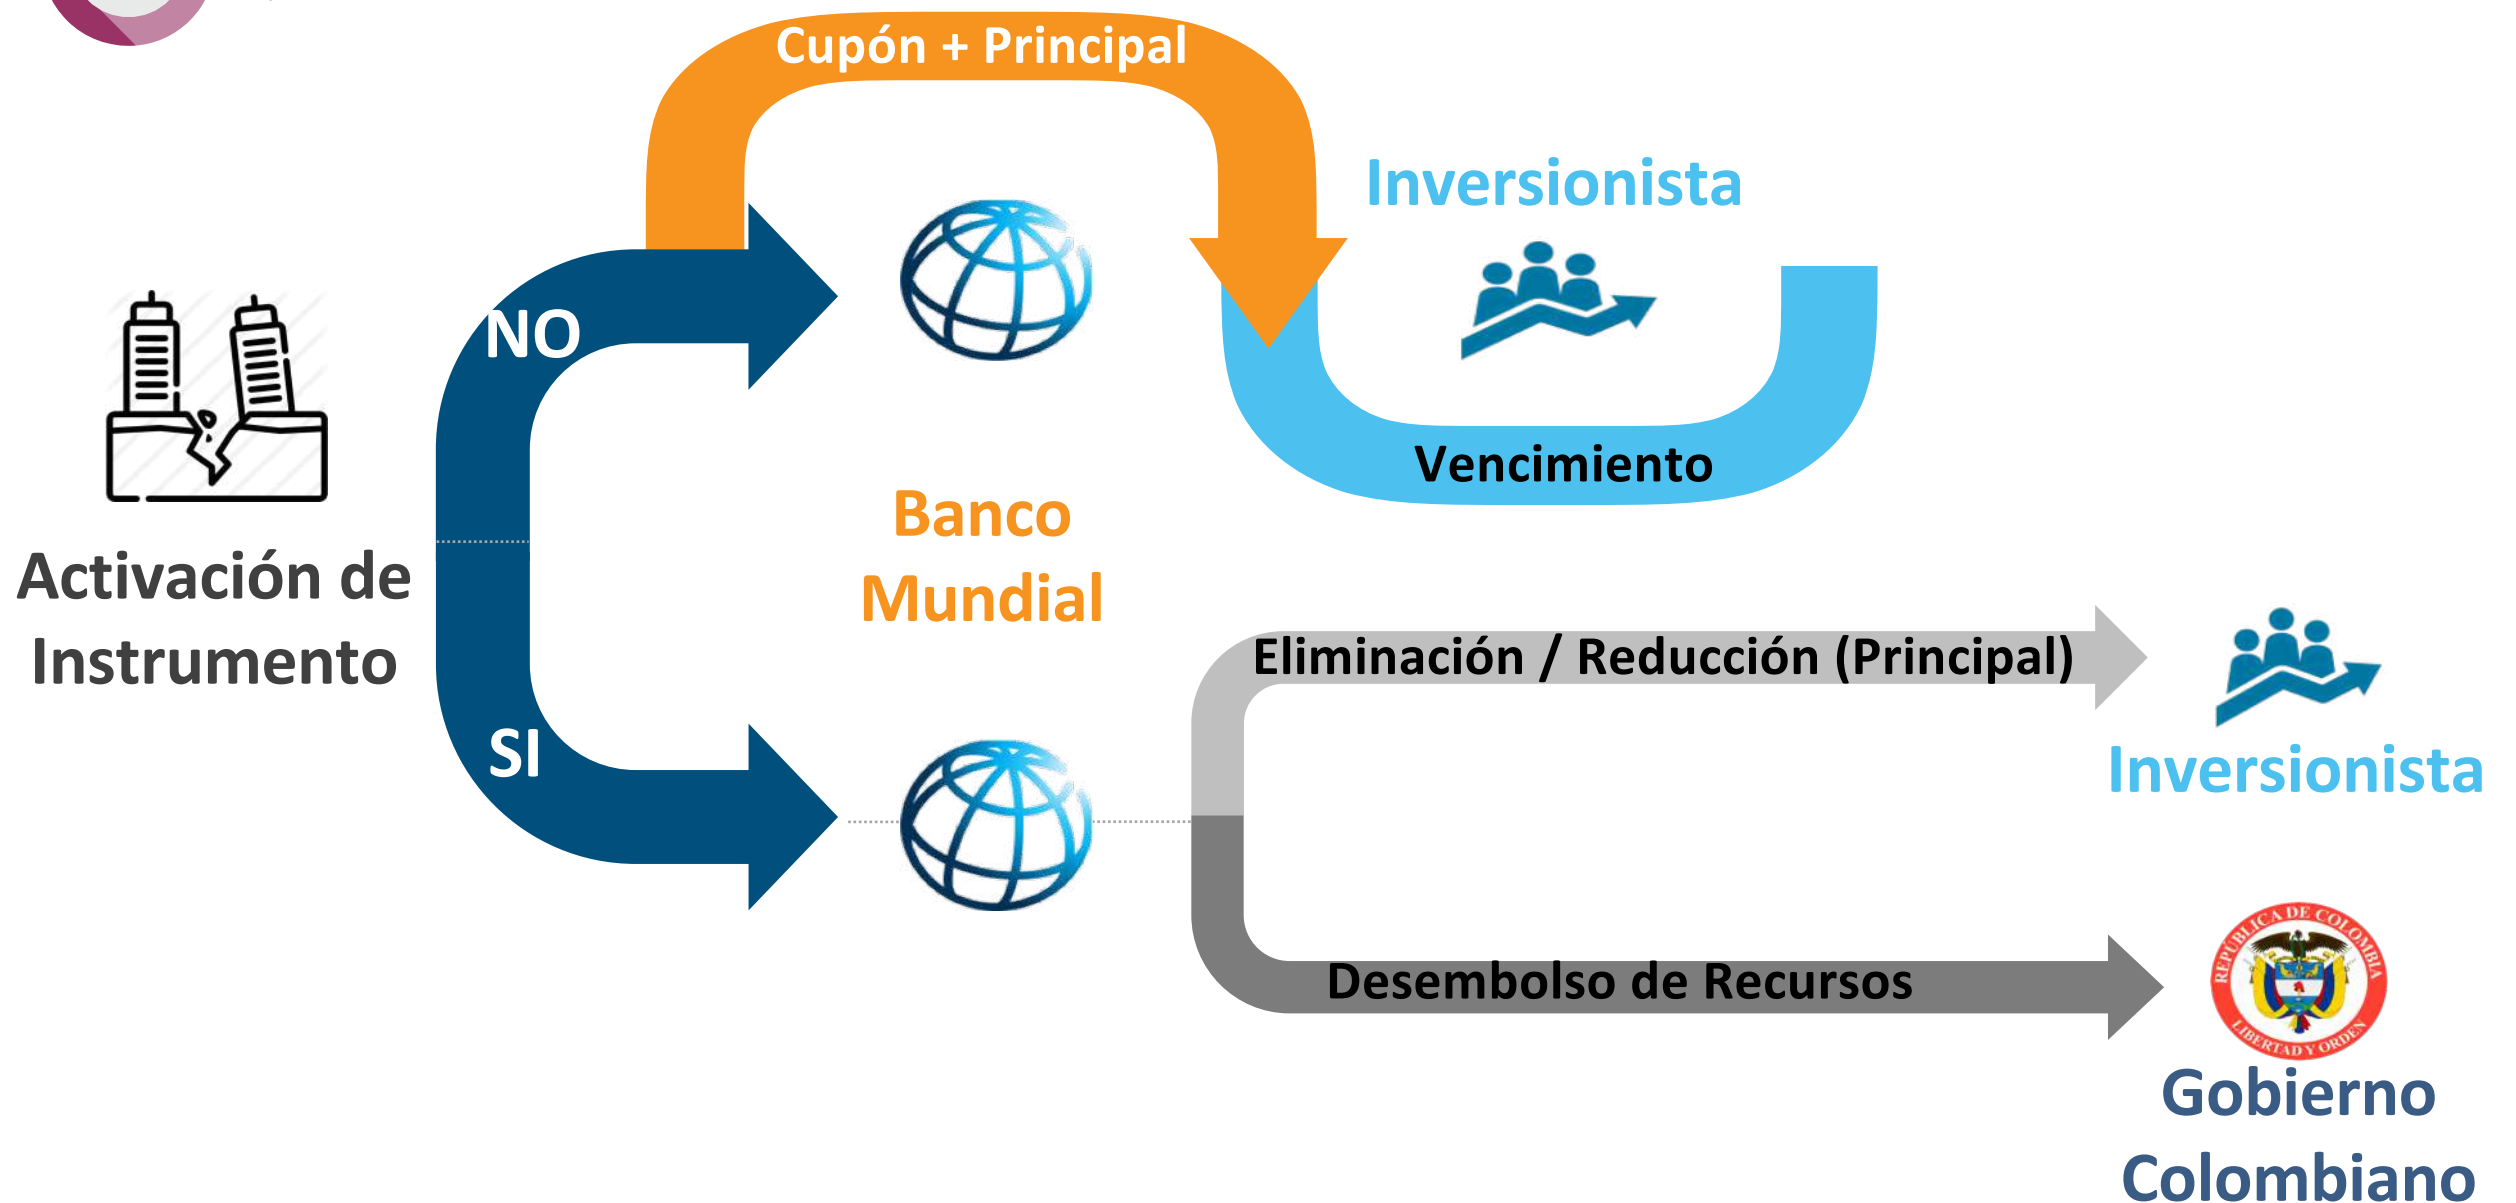 Cupón + Principal
Inversionista
NO
Vencimiento
Banco
Mundial
Activación de
Instrumento
SI
Eliminación / Reducción (Principal)
Inversionista
Desembolso de Recursos
REPÚBLICA DE COLOMBIA
LIBERTAD Y ORDEN
Gobierno
Colombiano